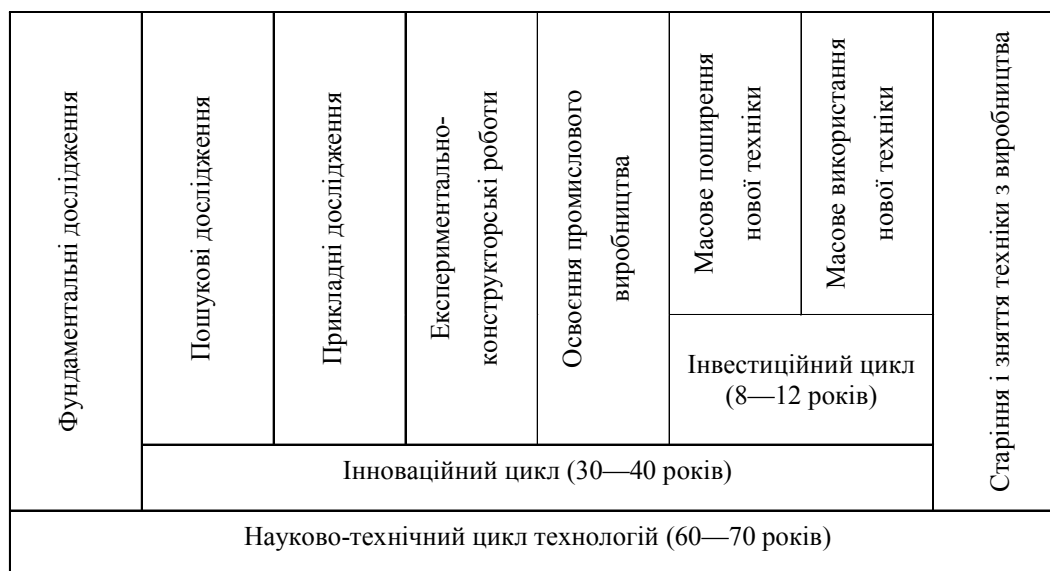 Фундаментальні дослідження
Пошукові дослідження
Прикладні дослідження
Експериментально-
конструкторські роботи
Освоєння промислового
виробництва
Масове поширення
нової техніки
Масове використання
нової техніки
Старіння і зняття техніки з виробництва
Інвестиційний цикл
(8—12 років)
Інноваційний цикл (30—40 років)
Науково-технічний цикл технологій (60—70 років)